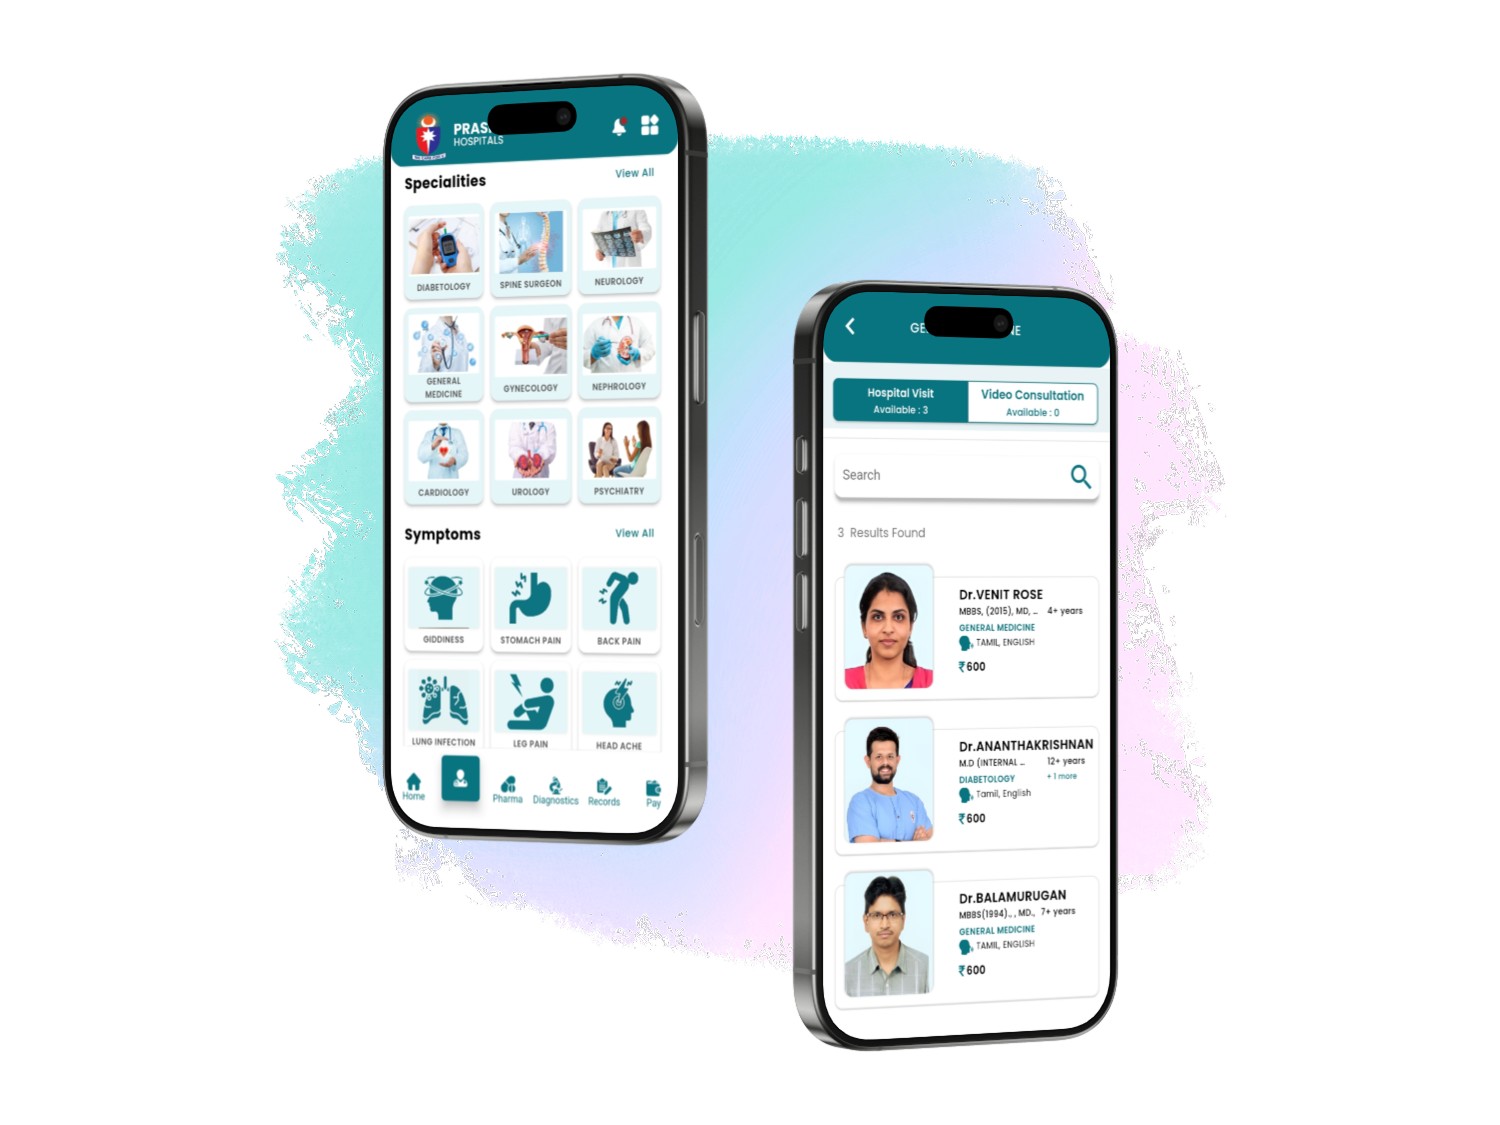 HOSPITALS
Specialities
View All
DIABETOLOGY
SPINE SURGEON
NEUROLOGY
GENERAL
MEDICINE
GYNECOLOGY
NEPHROLOGY
CARDIOLOGY
UROLOGY
PSYCHIATRY
Symptoms
View All
GIDDINESS
STOMACH PAIN
BACK PAIN
LUNG INFECTION
LEG PAIN
HEAD ACHE
Home
Pharma
Diagnostics
Records
Pay
Hospital Visit
Available : 3
Video Consultation
Available : 0
Search
3 Results Found
Dr.VENIT ROSE
MBBS, (2015), MD, ... 4+ years
GENERAL MEDICINE
TAMIL, ENGLISH
₹600
Dr.ANANTHAKRISHNAN
M.D (INTERNAL ... 12+ years
DIABETOLOGY + 1 more
Tamil, English
₹600
Dr.BALAMURUGAN
MBBS(1994)., , MD., 7+ years
GENERAL MEDICINE
TAMIL, ENGLISH
₹600